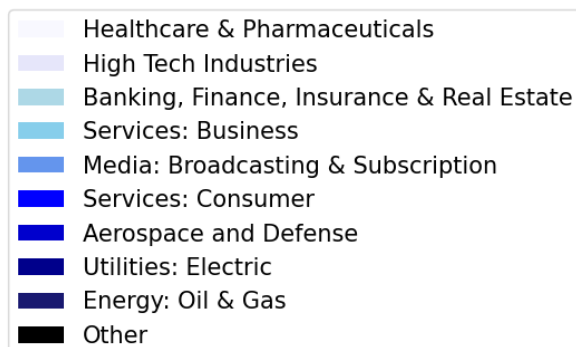 Healthcare & Pharmaceuticals
High Tech Industries
Banking, Finance, Insurance & Real Estate
Services: Business
Media: Broadcasting & Subscription
Services: Consumer
Aerospace and Defense
Utilities: Electric
Energy: Oil & Gas
Other